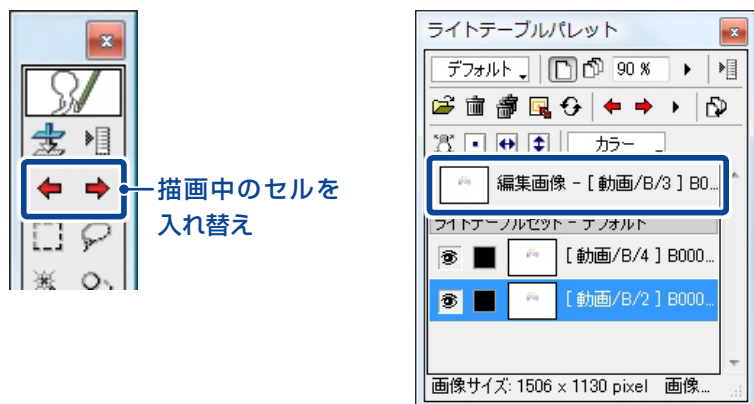 描画中のセルを
入れ替え
ライトテーブルパレット
デフォルト
90 %
カラー
編集画像 - [ 動画/B/3 ] B0...
ライトテーブルセット - デフォルト
[ 動画/B/4 ] B000...
[ 動画/B/2 ] B000...
画像サイズ: 1506 x 1130 pixel 画像...